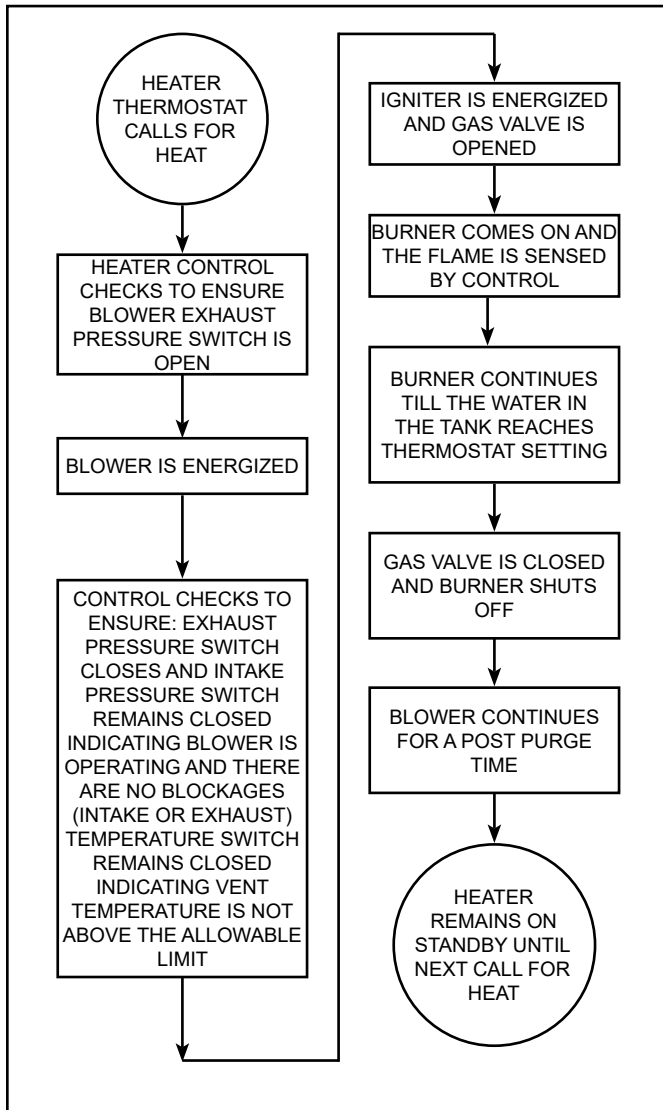 HEATER
THERMOSTAT
CALLS FOR
HEAT
HEATER CONTROL
CHECKS TO ENSURE
BLOWER EXHAUST
PRESSURE SWITCH IS
OPEN
BLOWER IS ENERGIZED
CONTROL CHECKS TO
ENSURE: EXHAUST
PRESSURE SWITCH
CLOSES AND INTAKE
PRESSURE SWITCH
REMAINS CLOSED
INDICATING BLOWER IS
OPERATING AND THERE
ARE NO BLOCKAGES
(INTAKE OR EXHAUST)
TEMPERATURE SWITCH
REMAINS CLOSED
INDICATING VENT
TEMPERATURE IS NOT
ABOVE THE ALLOWABLE
LIMIT
IGNITER IS ENERGIZED
AND GAS VALVE IS
OPENED
BURNER COMES ON AND
THE FLAME IS SENSED
BY CONTROL
BURNER CONTINUES
TILL THE WATER IN
THE TANK REACHES
THERMOSTAT SETTING
GAS VALVE IS CLOSED
AND BURNER SHUTS
OFF
BLOWER CONTINUES
FOR A POST PURGE
TIME
HEATER
REMAINS ON
STANDBY UNTIL
NEXT CALL FOR
HEAT